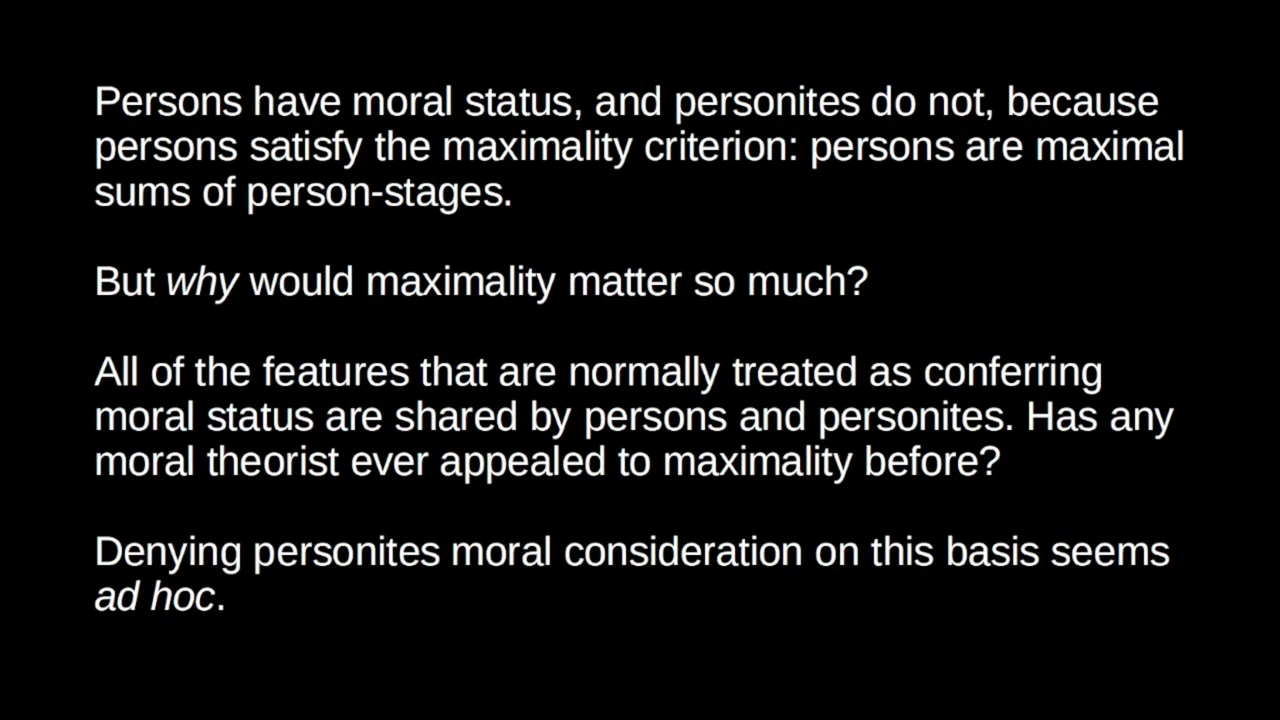 Persons have moral status, and personites do not, because
persons satisfy the maximality criterion: persons are maximal
sums of person-stages.
But why would maximality matter so much?
All of the features that are normally treated as conferring
moral status are shared by persons and personites. Has any
moral theorist ever appealed to maximality before?
Denying personites moral consideration on this basis seems
ad hoc.